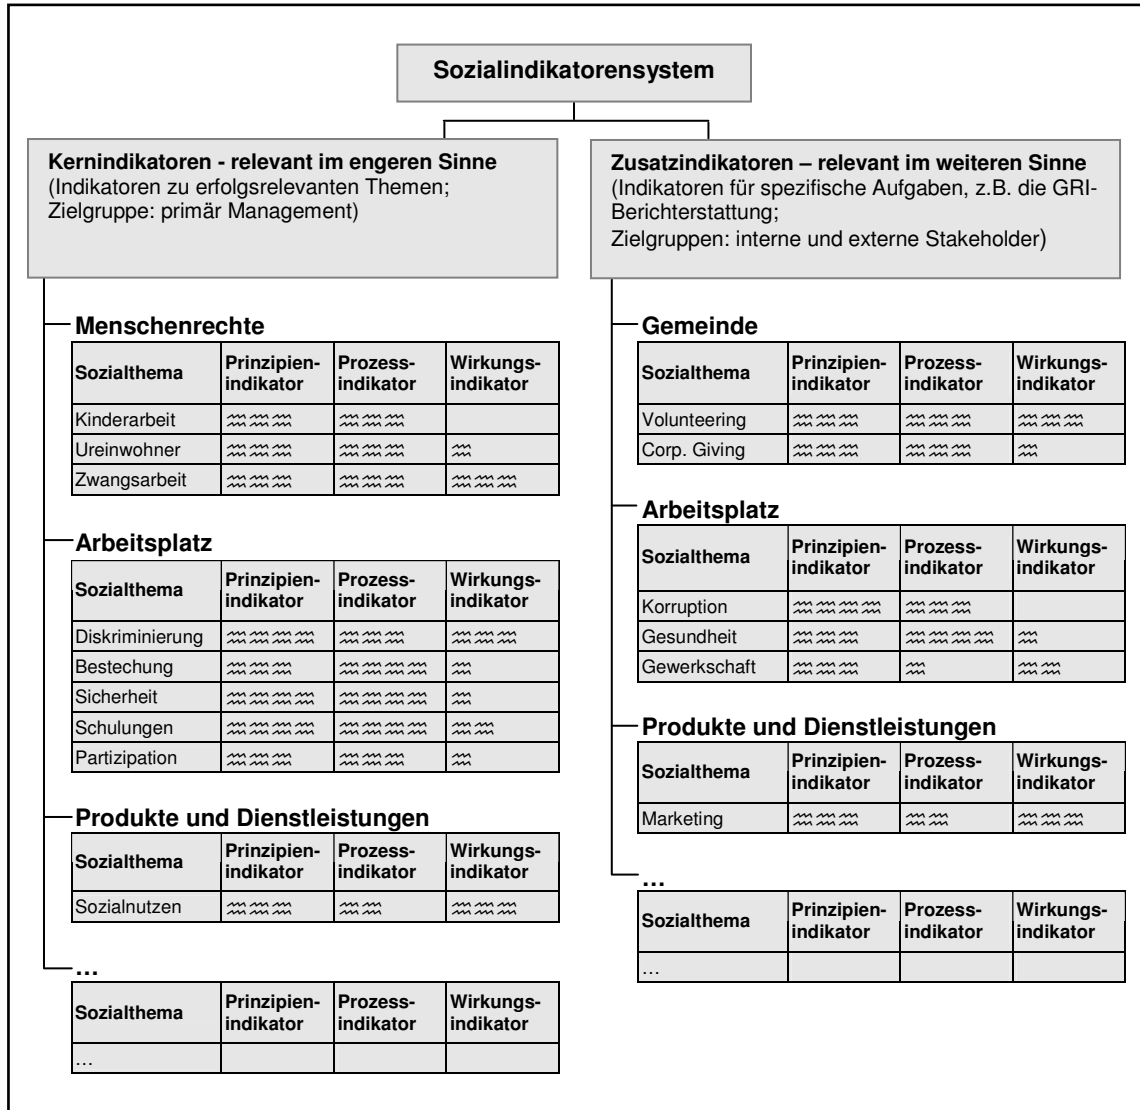 Sozialindikatorensystem
Kernindikatoren - relevant im engeren Sinne
(Indikatoren zu erfolgsrelevanten Themen;
Zielgruppe: primär Management)
Zusatzindikatoren – relevant im weiteren Sinne
(Indikatoren für spezifische Aufgaben, z.B. die GRI-
Berichterstattung;
Zielgruppen: interne und externe Stakeholder)
Menschenrechte
Sozialthema Prinzipien- Prozess- Wirkungs-
indikator indikator indikator
Kinderarbeit
Ureinwohner
Zwangsarbeit
Arbeitsplatz
Sozialthema Prinzipien- Prozess- Wirkungs-
indikator indikator indikator
Diskriminierung
Bestechung
Sicherheit
Schulungen
Partizipation
Produkte und Dienstleistungen
Sozialthema Prinzipien- Prozess- Wirkungs-
indikator indikator indikator
Sozialnutzen
...
Sozialthema Prinzipien- Prozess- Wirkungs-
indikator indikator indikator
...
Gemeinde
Sozialthema Prinzipien- Prozess- Wirkungs-
indikator indikator indikator
Volunteering
Corp. Giving
Arbeitsplatz
Sozialthema Prinzipien- Prozess- Wirkungs-
indikator indikator indikator
Korruption
Gesundheit
Gewerkschaft
Produkte und Dienstleistungen
Sozialthema Prinzipien- Prozess- Wirkungs-
indikator indikator indikator
Marketing
...
Sozialthema Prinzipien- Prozess- Wirkungs-
indikator indikator indikator
...